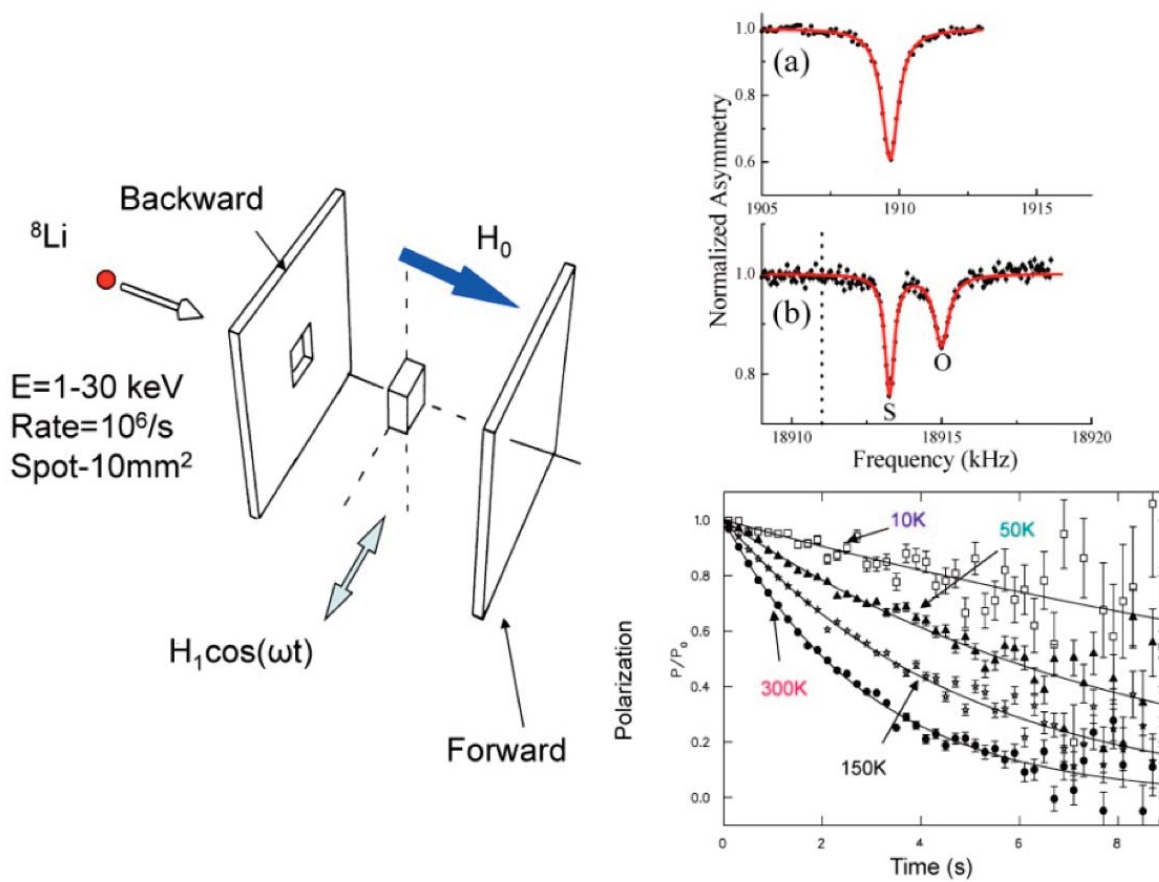 Backward
⁸Li
H₀
E=1-30 keV
Rate=10⁶/s
Spot-10mm²
H₁cos(ωt)
Forward
Normalized Asymmetry
1.0
0.8
0.6
(a)
1905
1910
1915
1.0
0.8
(b)
S
O
18910
18915
18920
Frequency (kHz)
Polarization
P/P₀
1.0
0.8
0.6
0.4
0.2
0.0
10K
50K
300K
150K
0
2
4
6
8
Time (s)